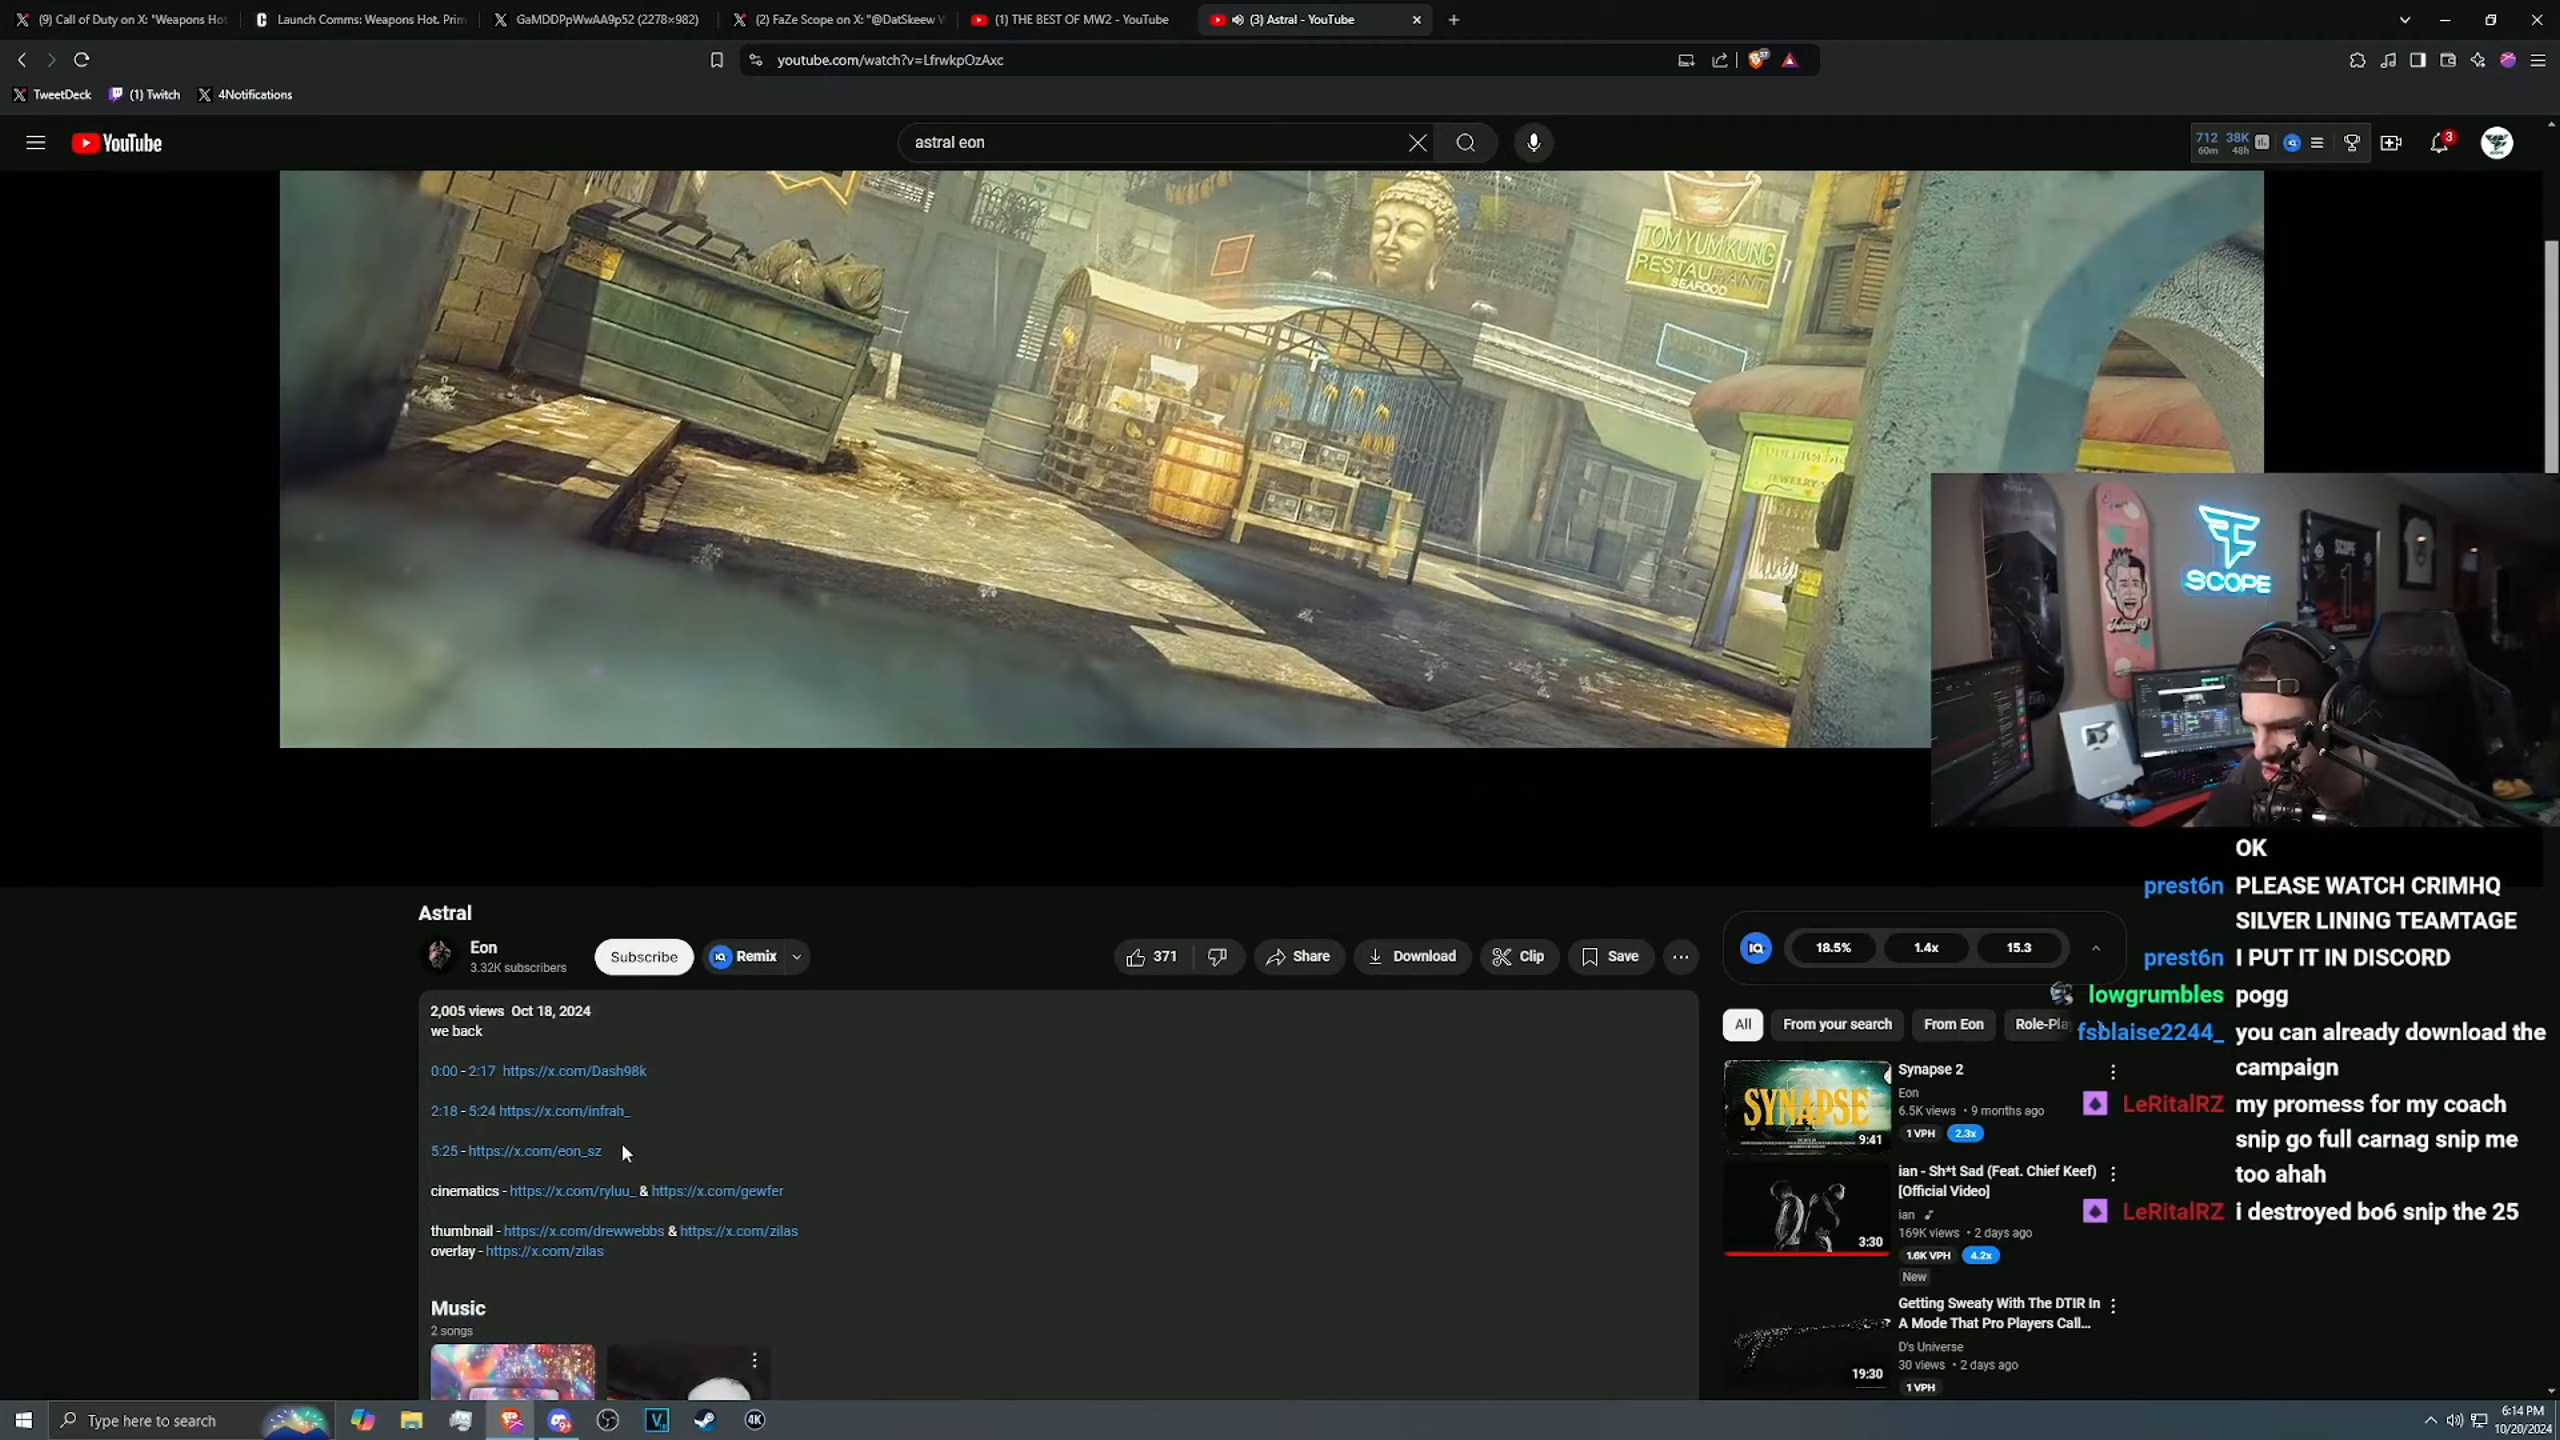 (9) Call of Duty on X: "Weapons Hot
Launch Comms: Weapons Hot. Prim
GaMDDPpWwAA9p52 (2278×982)
(2) FaZe Scope on X: "@DatSkeew
(1) THE BEST OF MW2 - YouTube
(3) Astral - YouTube
youtube.com/watch?v=LfrwkpOzAxc
TweetDeck
(1) Twitch
4Notifications
YouTube
astral eon
712 38K
60m 48h
3
TOM YUM KUNG
RESTAURANT
SEAFOOD
JEWELRY
SCOPE
SCOPE
1
Astral
Eon
3.32K subscribers
Subscribe
Remix
371
Share
Download
Clip
Save
2,005 views Oct 18, 2024
we back
0:00 - 2:17 https://x.com/Dash98k
2:18 - 5:24 https://x.com/infrah_
5:25 - https://x.com/eon_sz
cinematics - https://x.com/ryluu_ & https://x.com/gewfer
thumbnail - https://x.com/drewwebbs & https://x.com/zilas
overlay - https://x.com/zilas
Music
2 songs
IQ 18.5% 1.4x 15.3
All
From your search
From Eon
Role-Pla
SYNAPSE
9:41
Synapse 2
Eon
6.5K views • 9 months ago
1 VPH 2.3x
3:30
ian - Sh*t Sad (Feat. Chief Keef)
[Official Video]
ian
169K views • 2 days ago
1.6K VPH 4.2x
New
19:30
Getting Sweaty With The DTIR In
A Mode That Pro Players Call...
D's Universe
30 views • 2 days ago
1 VPH
OK
prest6n PLEASE WATCH CRIMHQ
SILVER LINING TEAMTAGE
prest6n I PUT IT IN DISCORD
lowgrumbles pogg
fsblaise2244_ you can already download the
campaign
LeRitalRZ my promess for my coach
snip go full carnag snip me
too ahah
LeRitalRZ i destroyed bo6 snip the 25
Type here to search
6:14 PM
10/20/2024